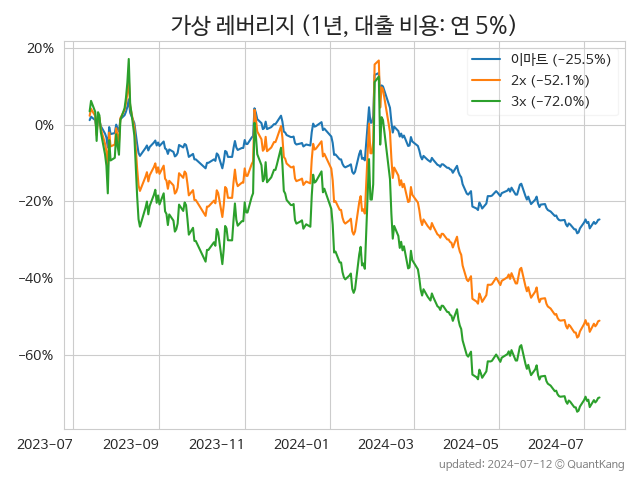 가상 레버리지 (1년, 대출 비용: 연 5%)
이마트 (−25.5%)
2x (−52.1%)
3x (−72.0%)
20%
0%
−20%
−40%
−60%
2023-07 2023-09 2023-11 2024-01 2024-03 2024-05 2024-07
updated: 2024-07-12 © QuantKang